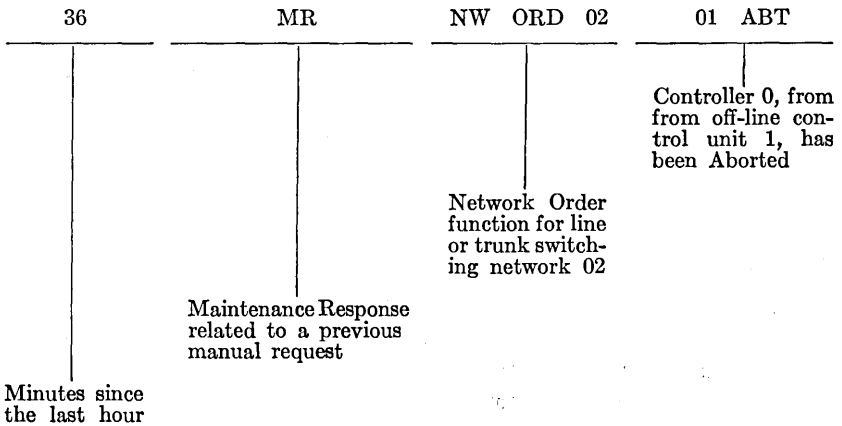 36 MR NW ORD 02 01 ABT
Controller 0, from
from off-line con-
trol unit 1, has
been Aborted
Network Order
function for line
or trunk switch-
ing network 02
Maintenance Response
related to a previous
manual request
Minutes since
the last hour